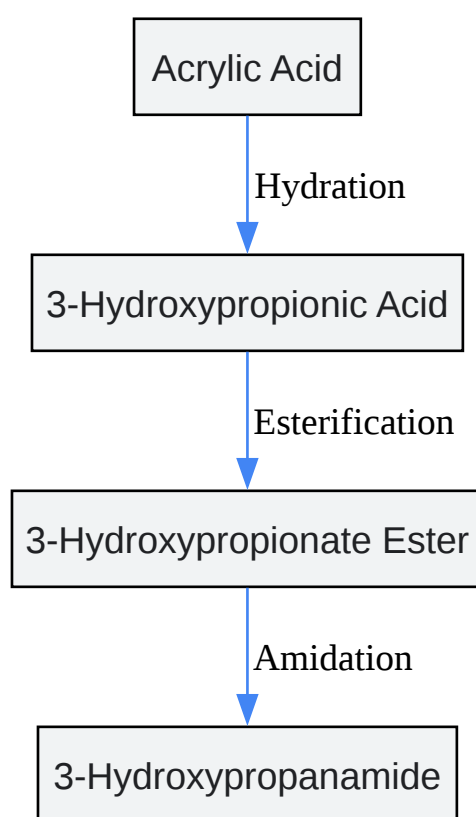 Acrylic Acid
Hydration
3-Hydroxypropionic Acid
Esterification
3-Hydroxypropionate Ester
Amidation
3-Hydroxypropanamide